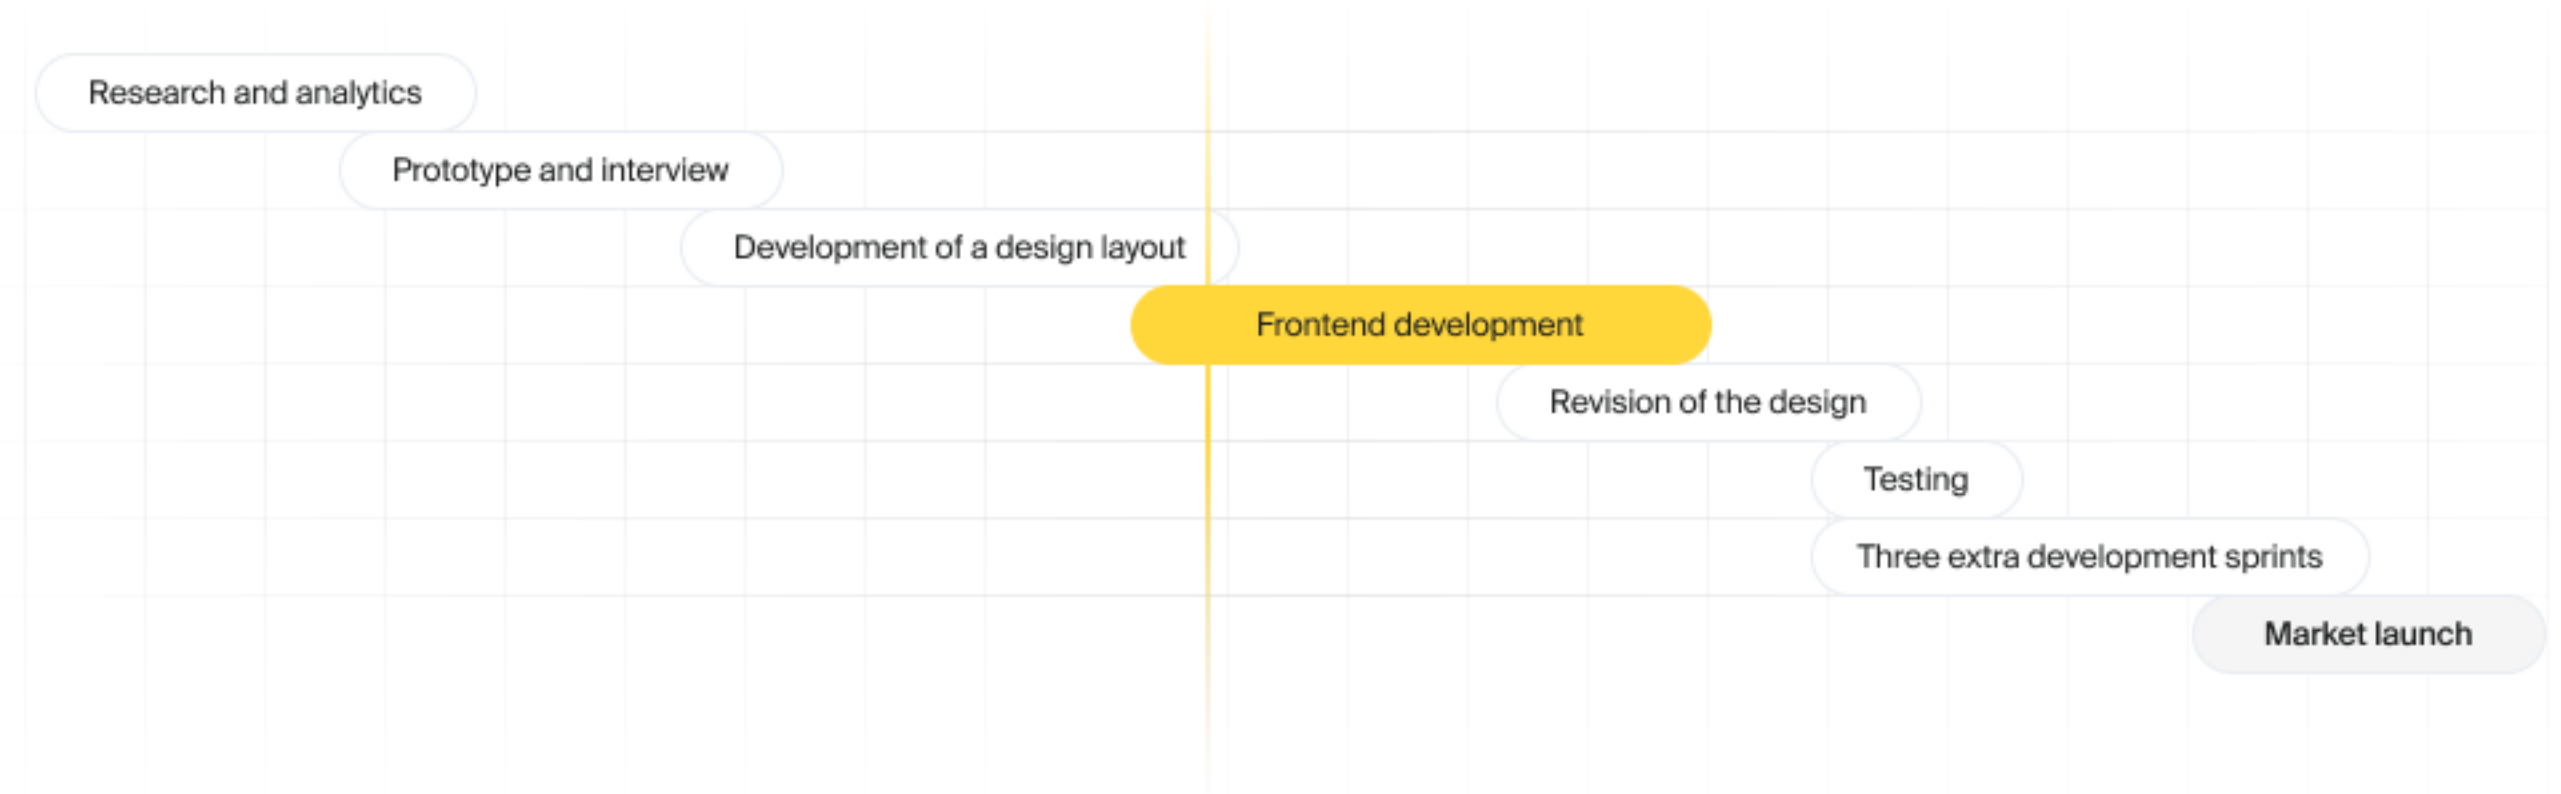 Research and analytics
Prototype and interview
Development of a design layout
Frontend development
Revision of the design
Testing
Three extra development sprints
Market launch